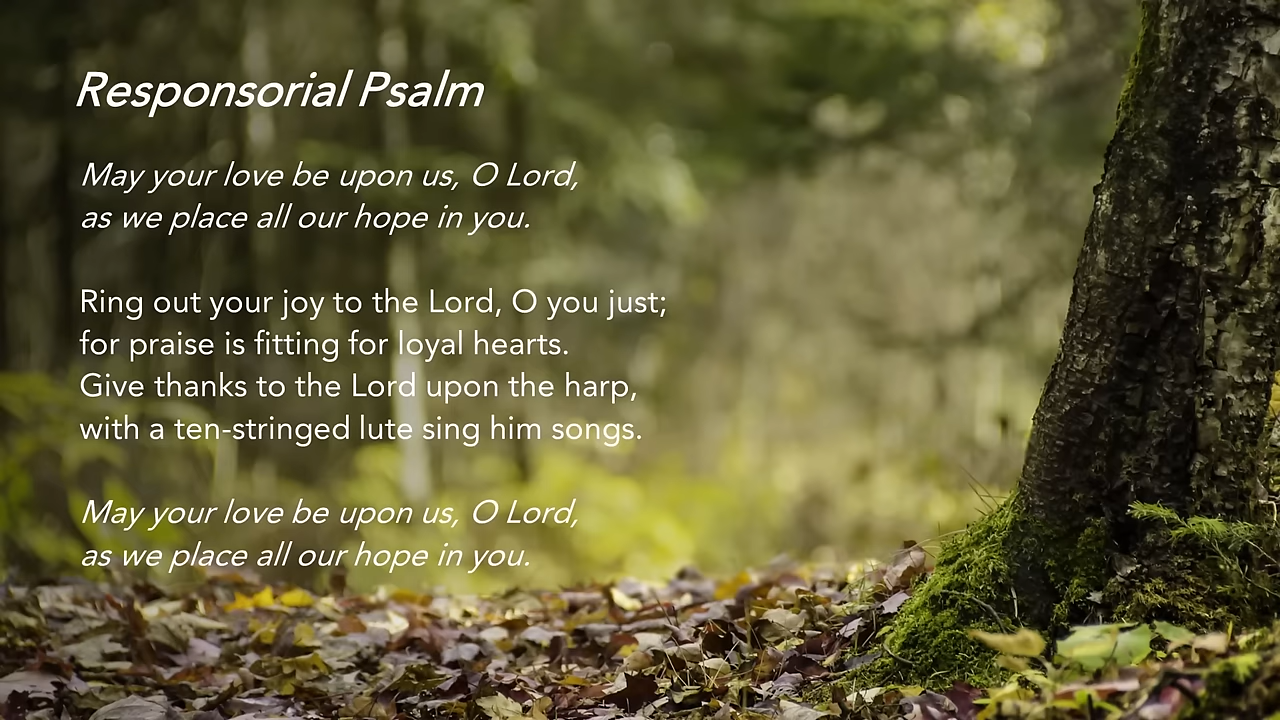 Responsorial Psalm
May your love be upon us, O Lord,
as we place all our hope in you.
Ring out your joy to the Lord, O you just;
for praise is fitting for loyal hearts.
Give thanks to the Lord upon the harp,
with a ten-stringed lute sing him songs.
May your love be upon us, O Lord,
as we place all our hope in you.